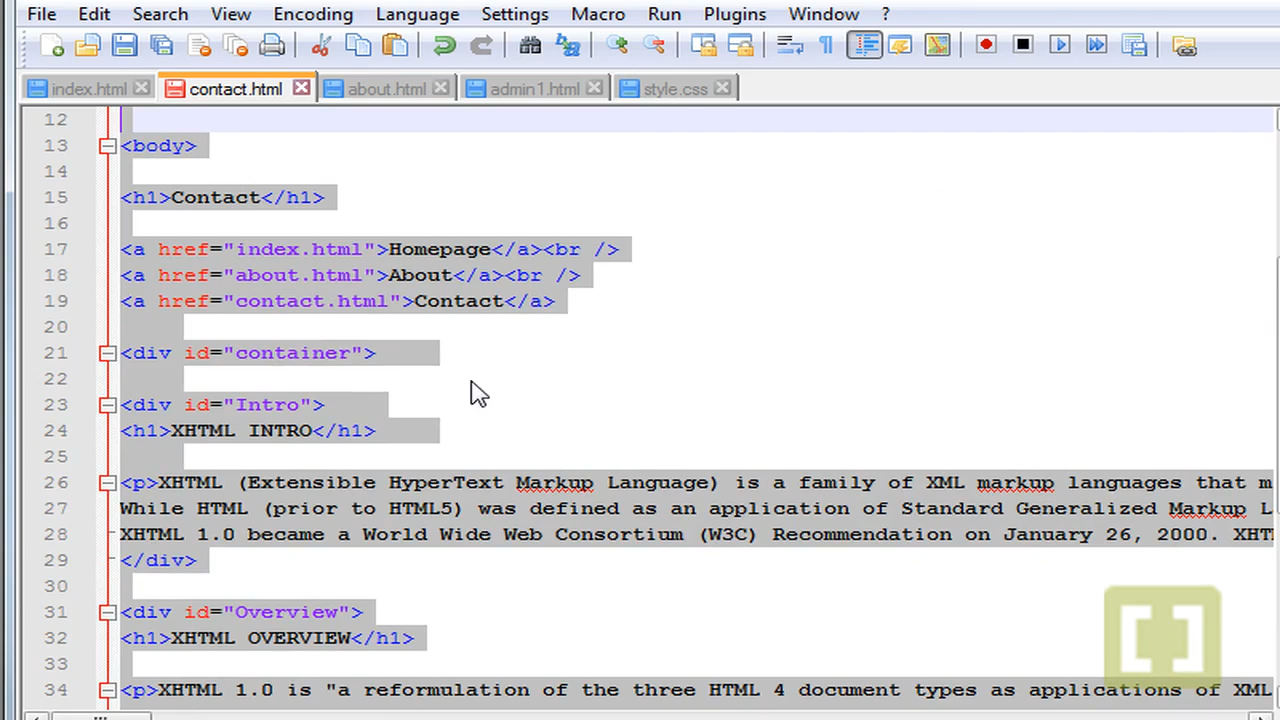 File Edit Search View Encoding Language Settings Macro Run Plugins Window ?
index.html contact.html about.html admin1.html style.css
12
13 <body>
14
15 <h1>Contact</h1>
16
17 <a href="index.html">Homepage</a><br />
18 <a href="about.html">About</a><br />
19 <a href="contact.html">Contact</a>
20
21 <div id="container">
22
23 <div id="Intro">
24 <h1>XHTML INTRO</h1>
25
26 <p>XHTML (Extensible HyperText Markup Language) is a family of XML markup languages that m
27 While HTML (prior to HTML5) was defined as an application of Standard Generalized Markup L
28 XHTML 1.0 became a World Wide Web Consortium (W3C) Recommendation on January 26, 2000. XHT
29 </div>
30
31 <div id="Overview">
32 <h1>XHTML OVERVIEW</h1>
33
34 <p>XHTML 1.0 is "a reformulation of the three HTML 4 document types as applications of XML